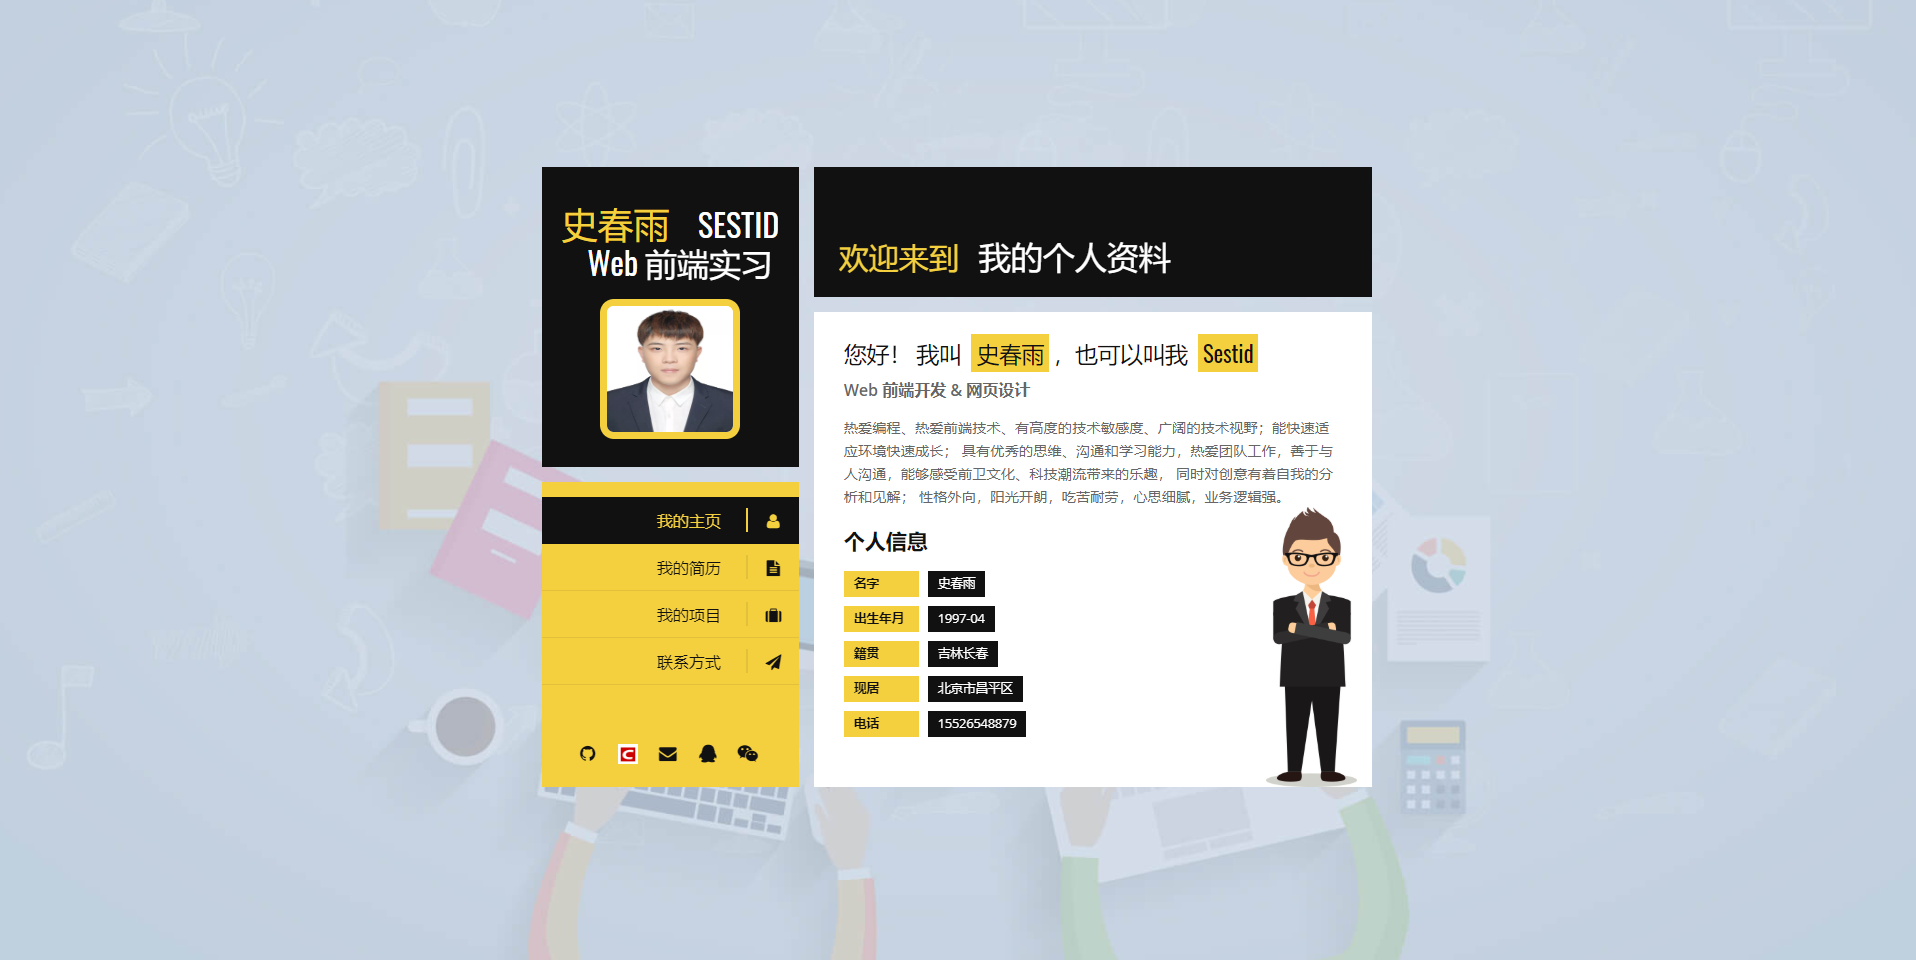 史春雨 SESTID
Web 前端实习
我的主页
我的简历
我的项目
联系方式
欢迎来到 我的个人资料
您好！ 我叫 史春雨 ，也可以叫我 Sestid
Web 前端开发 & 网页设计
热爱编程、热爱前端技术、有高度的技术敏感度、广阔的技术视野；能快速适
应环境快速成长； 具有优秀的思维、沟通和学习能力，热爱团队工作，善于与
人沟通，能够感受前卫文化、科技潮流带来的乐趣， 同时对创意有着自我的分
析和见解； 性格外向，阳光开朗，吃苦耐劳，心思细腻，业务逻辑强。
个人信息
名字 史春雨
出生年月 1997-04
籍贯 吉林长春
现居 北京市昌平区
电话 15526548879